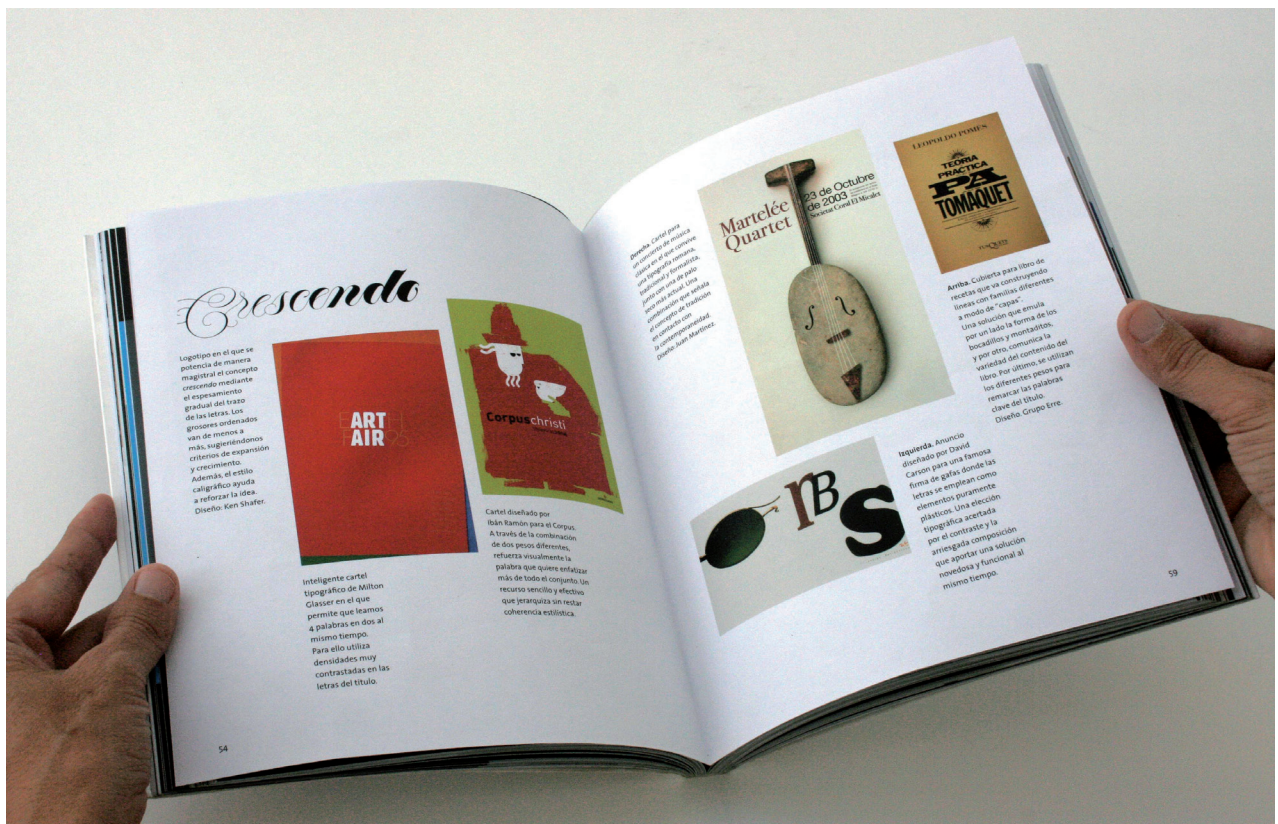 Crescendo
Logotipo en el que se
potencia de manera
magistral el concepto
crescendo mediante
el espesamiento
gradual del trazo
de las letras. Los
grosores ordenados
van de menos a
más, sugiriéndonos
criterios de expansión
y crecimiento.
Además, el estilo
caligráfico ayuda
a reforzar la idea.
Diseño: Ken Shafer.
ART
AIR
Inteligente cartel
tipográfico de Milton
Glasser en el que
permite que leamos
4 palabras en dos al
mismo tiempo.
Para ello utiliza
densidades muy
contrastadas en las
letras del título.
Corpuschristi
Cartel diseñado por
Ibán Ramón para el Corpus.
A través de la combinación
de dos pesos diferentes,
refuerza visualmente la
palabra que quiere enfatizar
más de todo el conjunto. Un
recurso sencillo y efectivo
que jerarquiza sin restar
coherencia estilística.
54
Derecha. Cartel para
un concierto de música
clásica en el que convive
una tipografía romana,
tradicional y formalista,
junto con una de palo
seco más actual. Una
combinación que señala
el concepto de tradición
en contacto con
la contemporaneidad.
Diseño Juan Martínez.
Martelée
Quartet
23 de Octubre
de 2003
Societat Coral El Micalet
LEOPOLDO POMÉS
TEORIA
PRACTICA
PA
TOMAQUET
TUSQUETS
Arriba. Cubierta para libro de
recetas que va construyendo
líneas con familias diferentes
a modo de "capas".
Una solución que emula
por un lado la forma de los
bocadillos y montaditos,
y por otro, comunica la
variedad del contenido del
libro. Por último, se utilizan
los diferentes pesos para
remarcar las palabras
clave del título.
Diseño. Grupo Erre.
rBs
Izquierda. Anuncio
diseñado por David
Carson para una famosa
firma de gafas donde las
letras se emplean como
elementos puramente
plásticos. Una elección
tipográfica acertada
por el contraste y la
arriesgada composición
que aportar una solución
novedosa y funcional al
mismo tiempo.
59